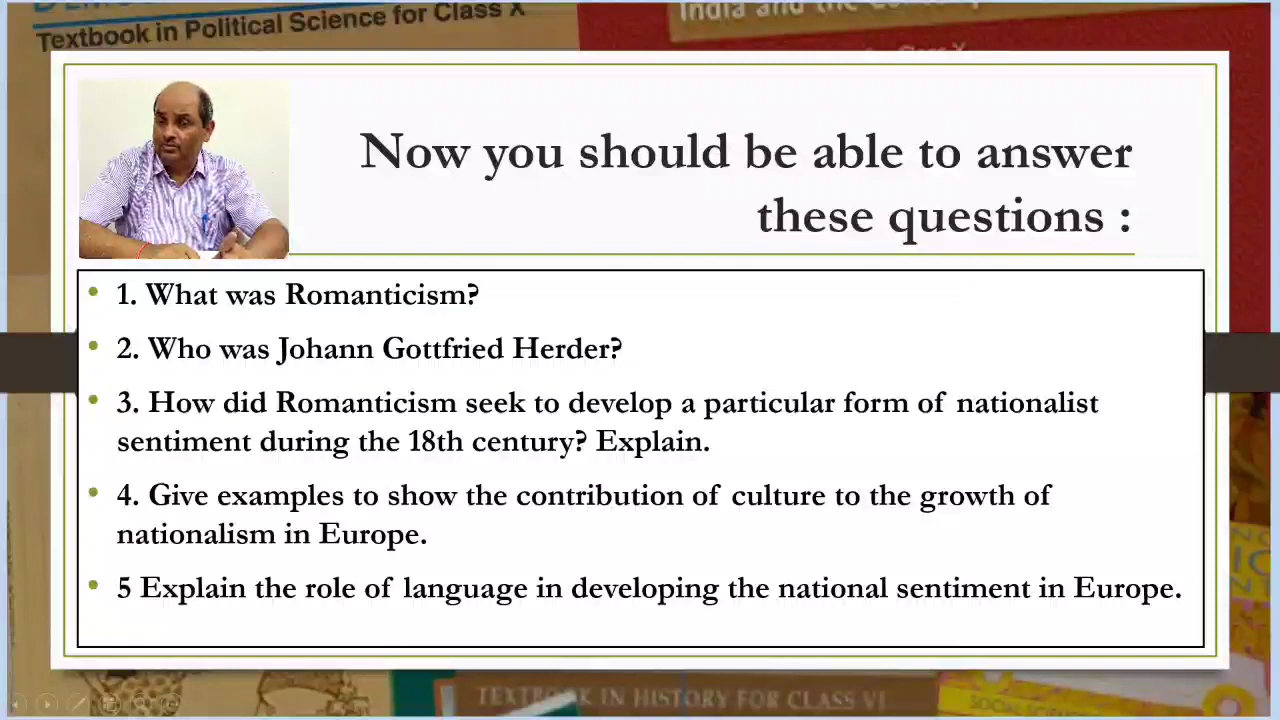 Textbook in Political Science for Class X
India and the
Now you should be able to answer
these questions :
• 1. What was Romanticism?
• 2. Who was Johann Gottfried Herder?
• 3. How did Romanticism seek to develop a particular form of nationalist
sentiment during the 18th century? Explain.
• 4. Give examples to show the contribution of culture to the growth of
nationalism in Europe.
• 5 Explain the role of language in developing the national sentiment in Europe.
TEXTBOOK IN HISTORY FOR CLASS VI